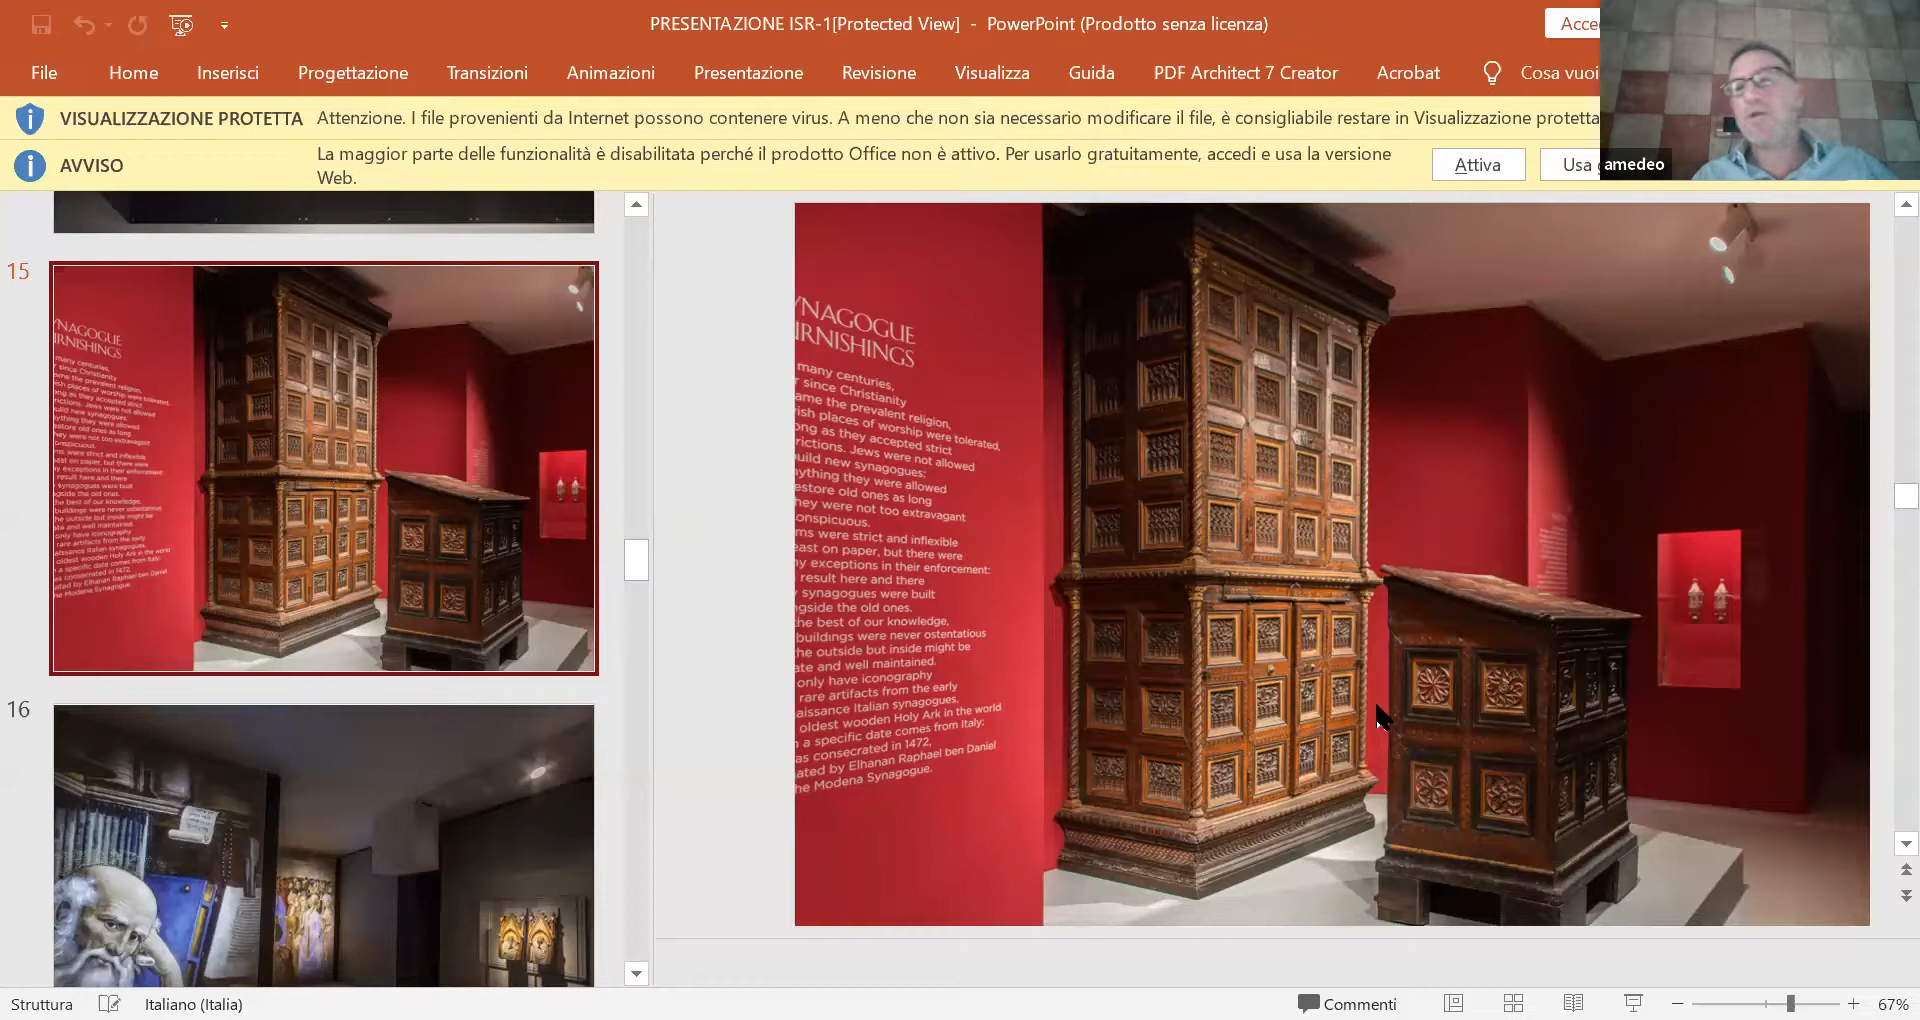 PRESENTAZIONE ISR-1[Protected View] - PowerPoint (Prodotto senza licenza)
File Home Inserisci Progettazione Transizioni Animazioni Presentazione Revisione Visualizza Guida PDF Architect 7 Creator Acrobat Cosa vuoi
VISUALIZZAZIONE PROTETTA Attenzione. I file provenienti da Internet possono contenere virus. A meno che non sia necessario modificare il file, è consigliabile restare in Visualizzazione protetta
AVVISO La maggior parte delle funzionalità è disabilitata perché il prodotto Office non è attivo. Per usarlo gratuitamente, accedi e usa la versione
Web.
Attiva
Usa
amedeo
15
16
YNAGOGUE
IRNISHINGS
many centuries,
r since Christianity
ame the prevalent religion,
ish places of worship were tolerated,
ong as they accepted strict
rictions. Jews were not allowed
uild new synagogues;
ything they were allowed
estore old ones as long
hey were not too extravagant
onspicuous.
ms were strict and inflexible
east on paper, but there were
y exceptions in their enforcement:
result here and there
synagogues were built
ngside the old ones.
the best of our knowledge,
buildings were never ostentatious
he outside but inside might be
ate and well maintained.
only have iconography
rare artifacts from the early
aissance Italian synagogues.
oldest wooden Holy Ark in the world
a specific date comes from Italy:
as consecrated in 1472,
ated by Elhanan Raphael ben Daniel
he Modena Synagogue.
Struttura Italiano (Italia) Commenti 67%